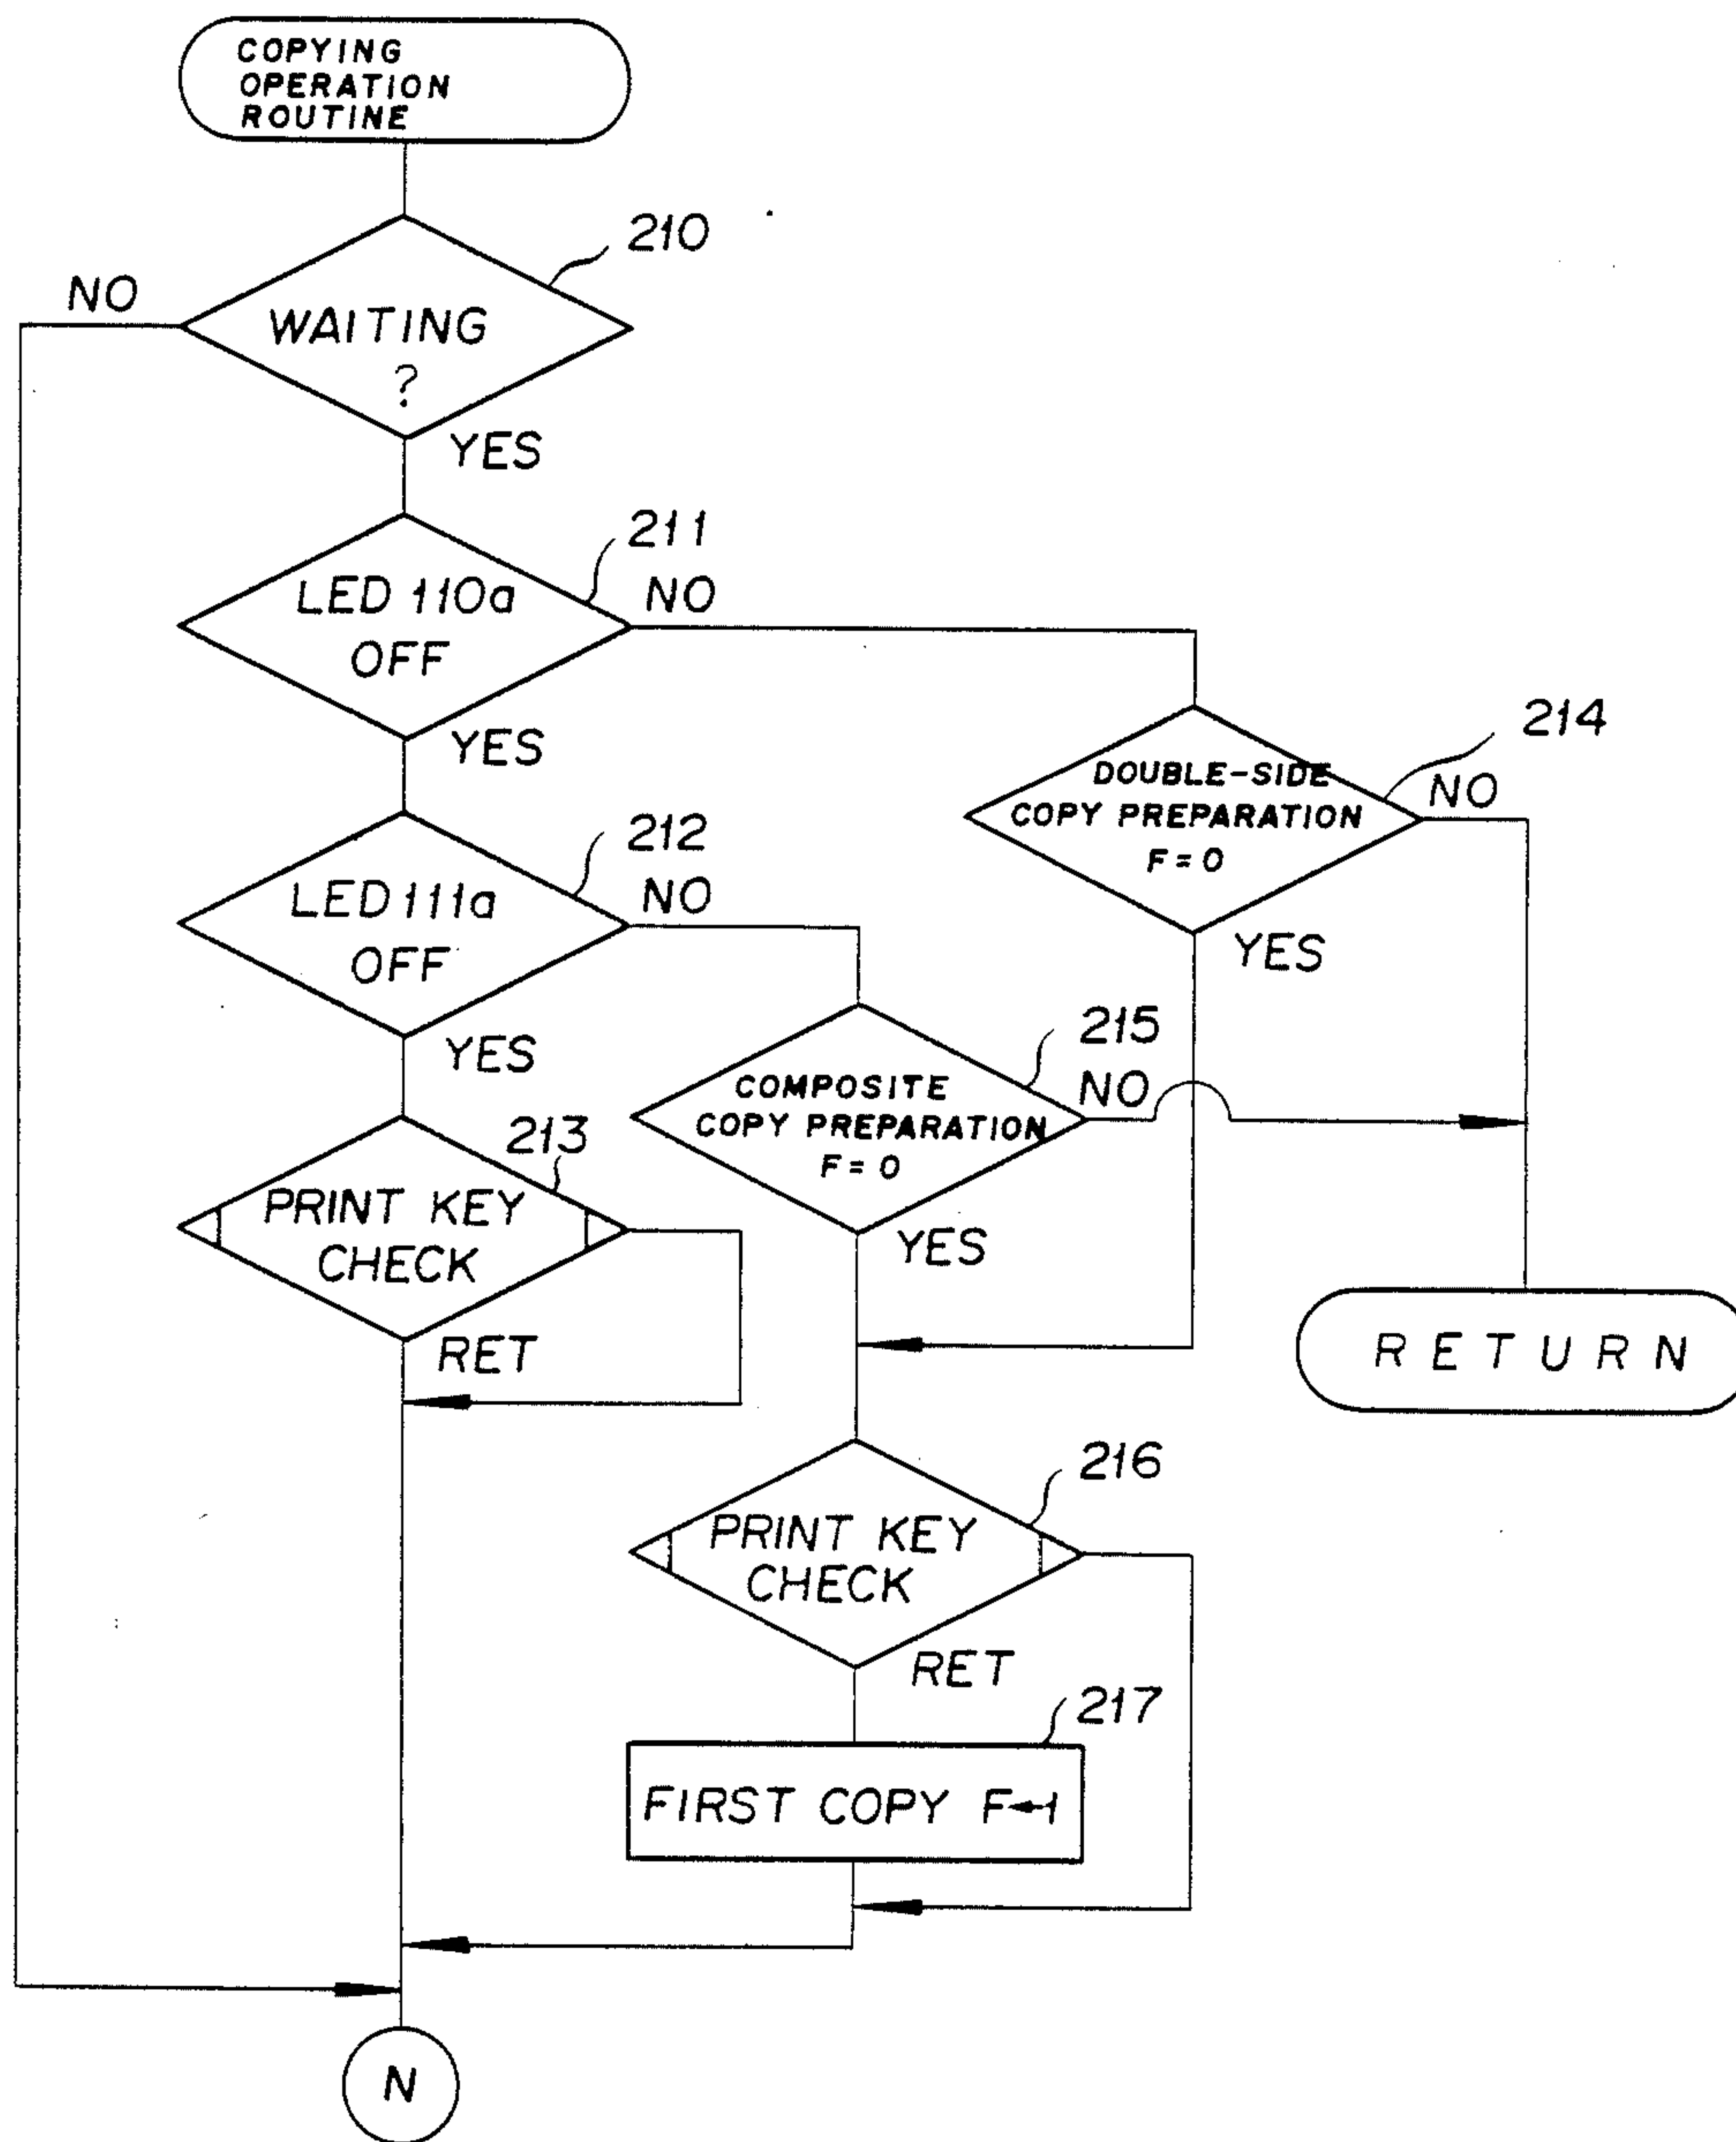 COPYING
OPERATION
ROUTINE
210
NO
WAITING
?
YES
211
LED 110a
OFF
NO
YES
214
DOUBLE-SIDE
COPY PREPARATION
F = 0
NO
YES
212
LED 111a
OFF
NO
YES
215
COMPOSITE
COPY PREPARATION
F = 0
NO
YES
213
PRINT KEY
CHECK
RET
RETURN
216
PRINT KEY
CHECK
RET
217
FIRST COPY F←1
N